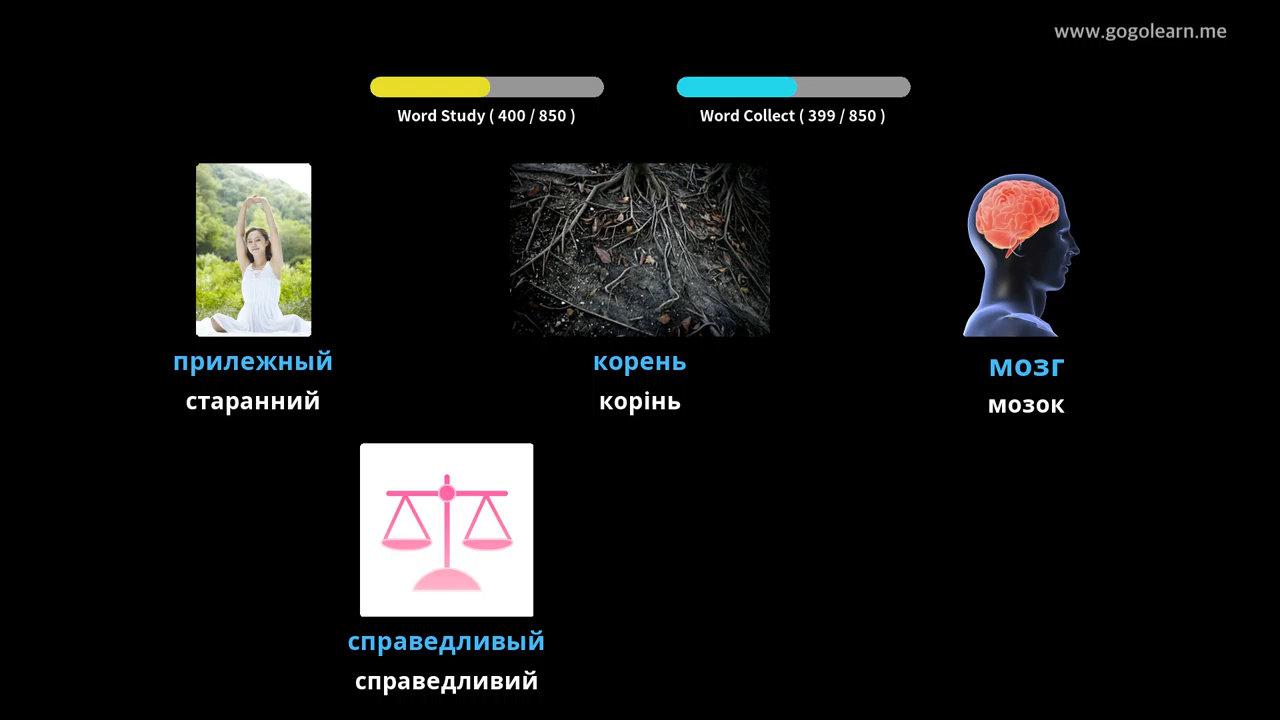 www.gogolearn.me
Word Study ( 400 / 850 )
Word Collect ( 399 / 850 )
прилежный
старанний
корень
корінь
мозг
мозок
справедливый
справедливий